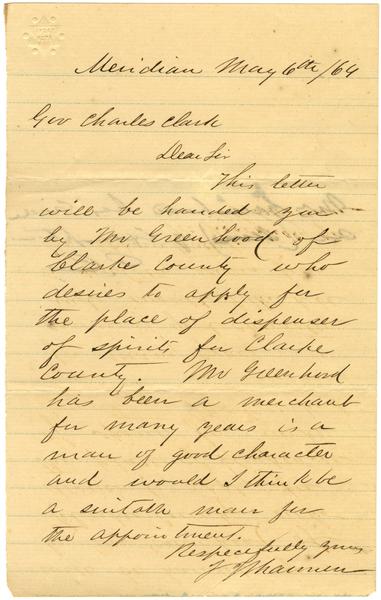 Meridian May 6th/64
Gov Charles Clark
Dear Sir
This letter
will be handed you
by Mr Greenhood of
Clarke County who
desires to apply for
the place of dispenser
of spirits for Clarke
County. Mr Greenhood
has been a merchant
for many years is a
man of good character
and would I think be
a suitable man for
the appointment.
Respectfully yours